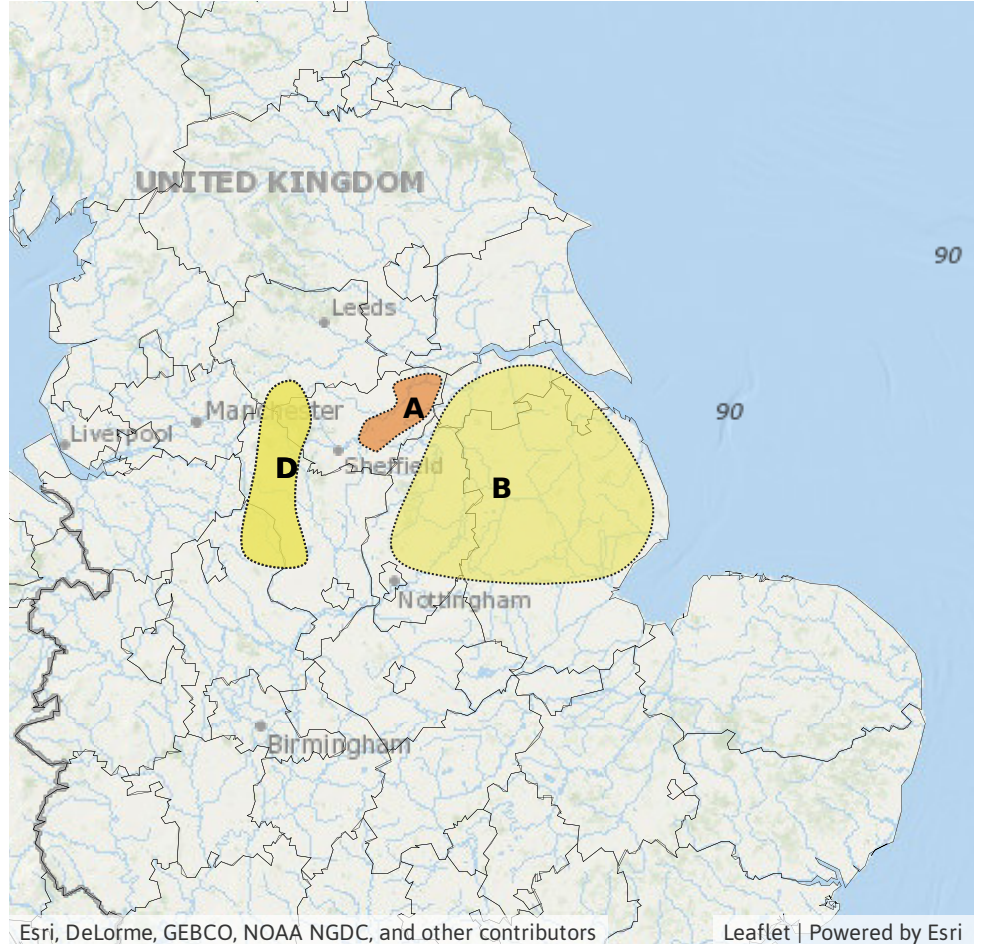 UNITED KINGDOM
90
Leeds
Manchester
A
90
Liverpool
Sheffield
D
B
Nottingham
Birmingham
Esri, DeLorme, GEBCO, NOAA NGDC, and other contributors
Leaflet | Powered by Esri